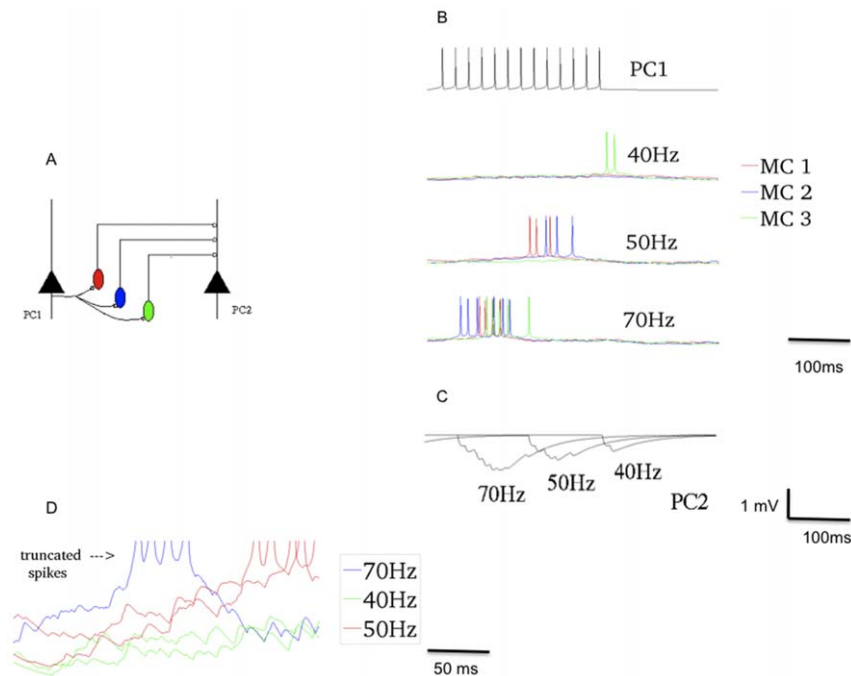 A
PC1
PC2
B
PC1
40Hz
50Hz
70Hz
MC 1
MC 2
MC 3
100ms
C
70Hz
50Hz
40Hz
PC2
1 mV
100ms
D
truncated --->
spikes
70Hz
40Hz
50Hz
50 ms